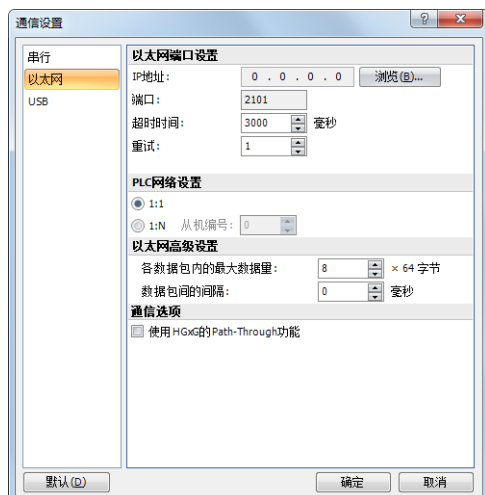 通信设置
串行
以太网
USB
以太网端口设置
IP地址: 0 . 0 . 0 . 0 浏览(B)...
端口: 2101
超时时间: 3000 毫秒
重试: 1
PLC网络设置
1:1
1:N 从机编号: 0
以太网高级设置
各数据包内的最大数据量: 8 × 64 字节
数据包间的间隔: 0 毫秒
通信选项
使用 HGxG的 Path-Through功能
默认(D) 确定 取消